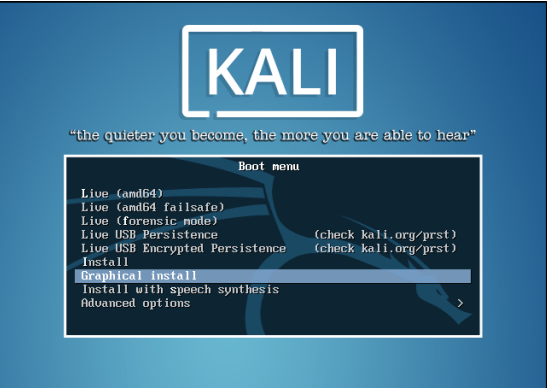 KALI
“the quieter you become, the more you are able to hear”
Boot menu
Live (amd64)
Live (amd64 failsafe)
Live (forensic mode)
Live USB Persistence (check kali.org/prst)
Live USB Encrypted Persistence (check kali.org/prst)
Install
Graphical install
Install with speech synthesis
Advanced options >